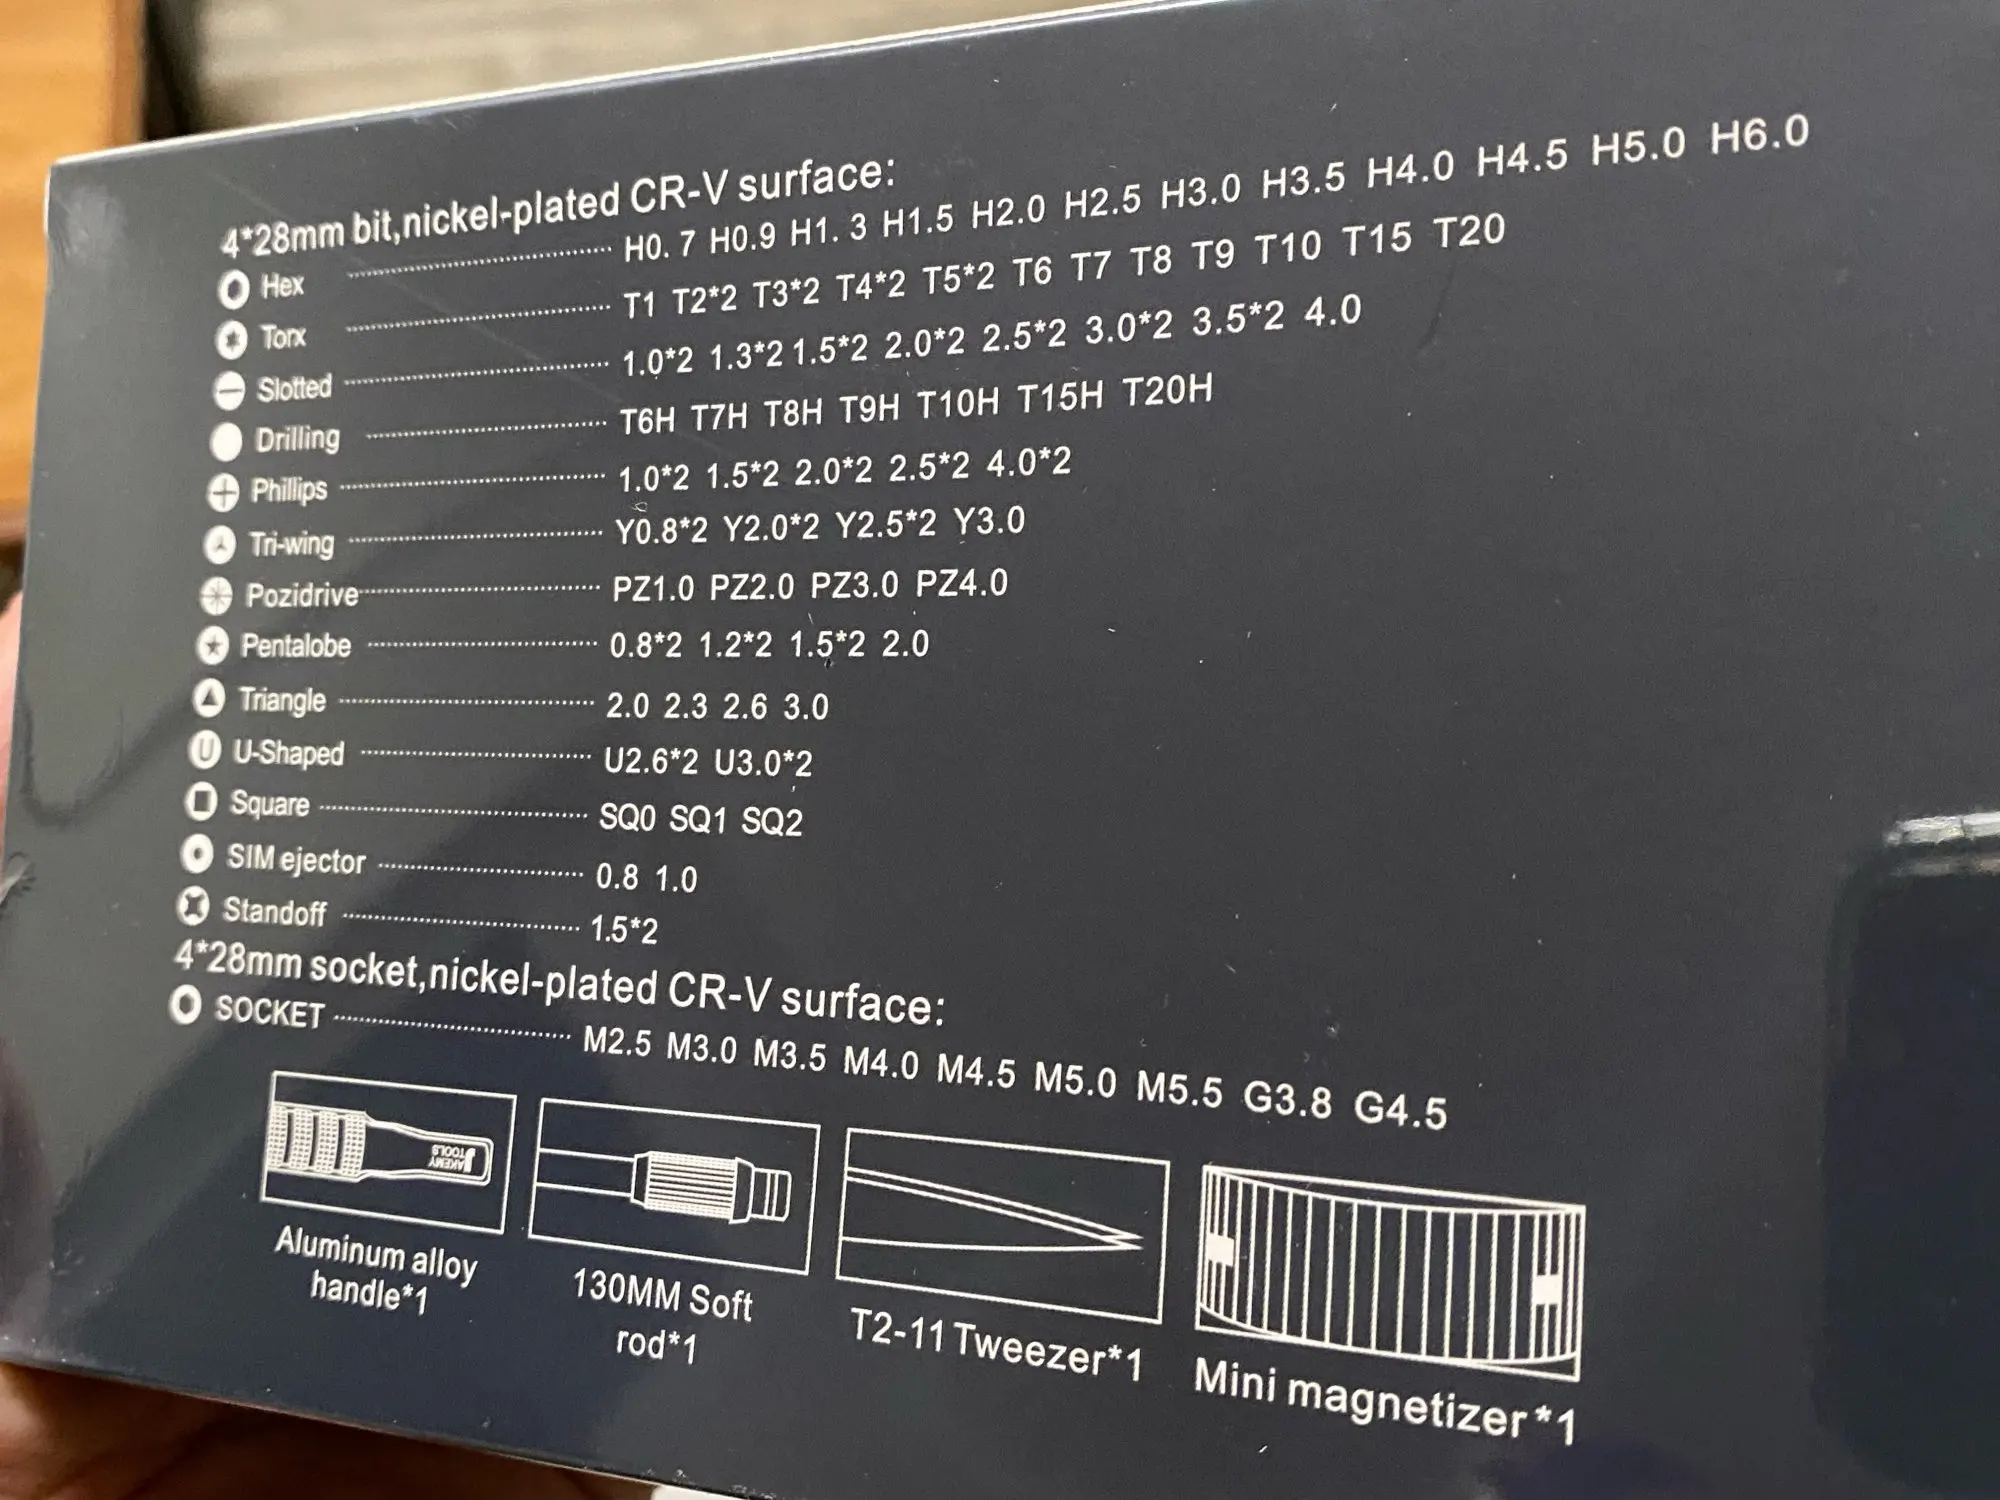 4*28mm bit,nickel-plated CR-V surface:
Hex H0. 7 H0.9 H1. 3 H1.5 H2.0 H2.5 H3.0 H3.5 H4.0 H4.5 H5.0 H6.0
Torx T1 T2*2 T3*2 T4*2 T5*2 T6 T7 T8 T9 T10 T15 T20
Slotted 1.0*2 1.3*2 1.5*2 2.0*2 2.5*2 3.0*2 3.5*2 4.0
Drilling T6H T7H T8H T9H T10H T15H T20H
Phillips 1.0*2 1.5*2 2.0*2 2.5*2 4.0*2
Tri-wing Y0.8*2 Y2.0*2 Y2.5*2 Y3.0
Pozidrive PZ1.0 PZ2.0 PZ3.0 PZ4.0
Pentalobe 0.8*2 1.2*2 1.5*2 2.0
Triangle 2.0 2.3 2.6 3.0
U-Shaped U2.6*2 U3.0*2
Square SQ0 SQ1 SQ2
SIM ejector 0.8 1.0
Standoff 1.5*2
4*28mm socket,nickel-plated CR-V surface:
SOCKET M2.5 M3.0 M3.5 M4.0 M4.5 M5.0 M5.5 G3.8 G4.5
JAKEMY
TOOLS
Aluminum alloy
handle*1
130MM Soft
rod*1
T2-11 Tweezer*1
Mini magnetizer*1